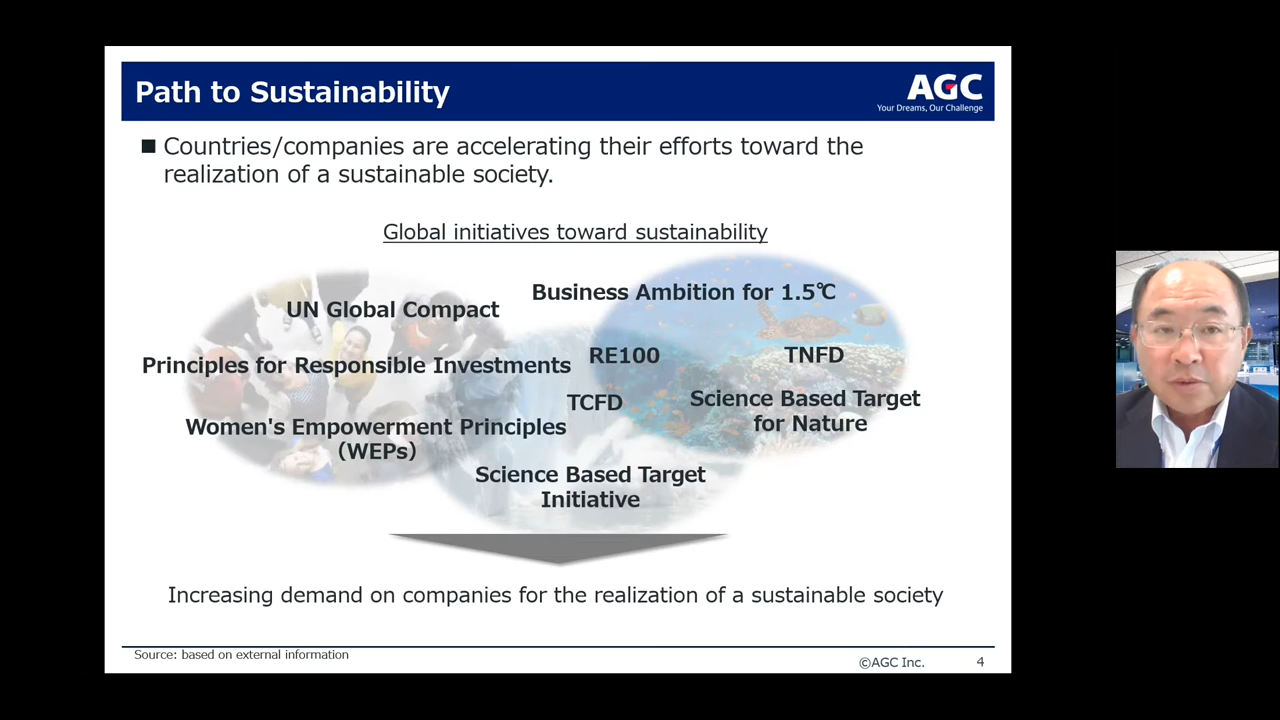 Path to Sustainability
AGC
Your Dreams, Our Challenge
■ Countries/companies are accelerating their efforts toward the
realization of a sustainable society.
Global initiatives toward sustainability
Business Ambition for 1.5℃
UN Global Compact
RE100
TNFD
Principles for Responsible Investments
TCFD
Science Based Target
for Nature
Women's Empowerment Principles
(WEPs)
Science Based Target
Initiative
Increasing demand on companies for the realization of a sustainable society
Source: based on external information
©AGC Inc.
4